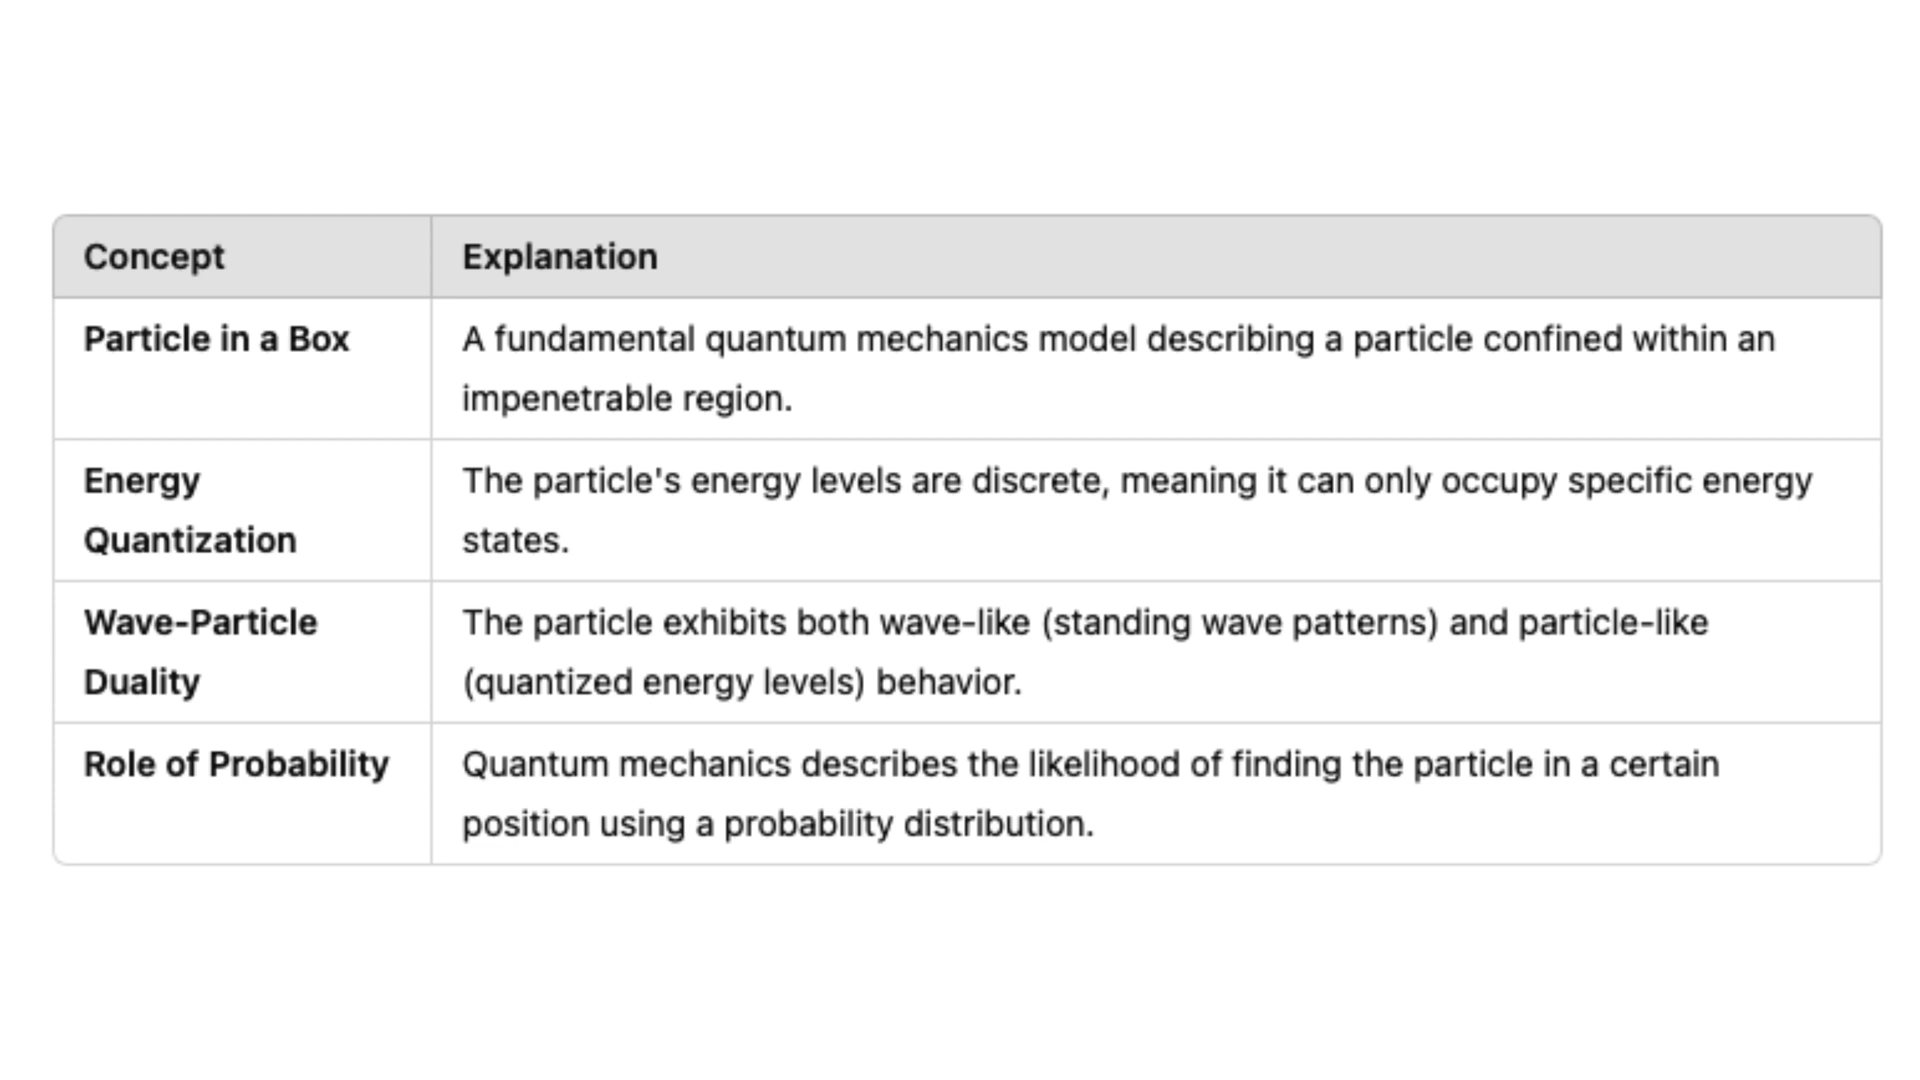 Concept
Explanation
Particle in a Box
A fundamental quantum mechanics model describing a particle confined within an
impenetrable region.
Energy
Quantization
The particle's energy levels are discrete, meaning it can only occupy specific energy
states.
Wave-Particle
Duality
The particle exhibits both wave-like (standing wave patterns) and particle-like
(quantized energy levels) behavior.
Role of Probability
Quantum mechanics describes the likelihood of finding the particle in a certain
position using a probability distribution.